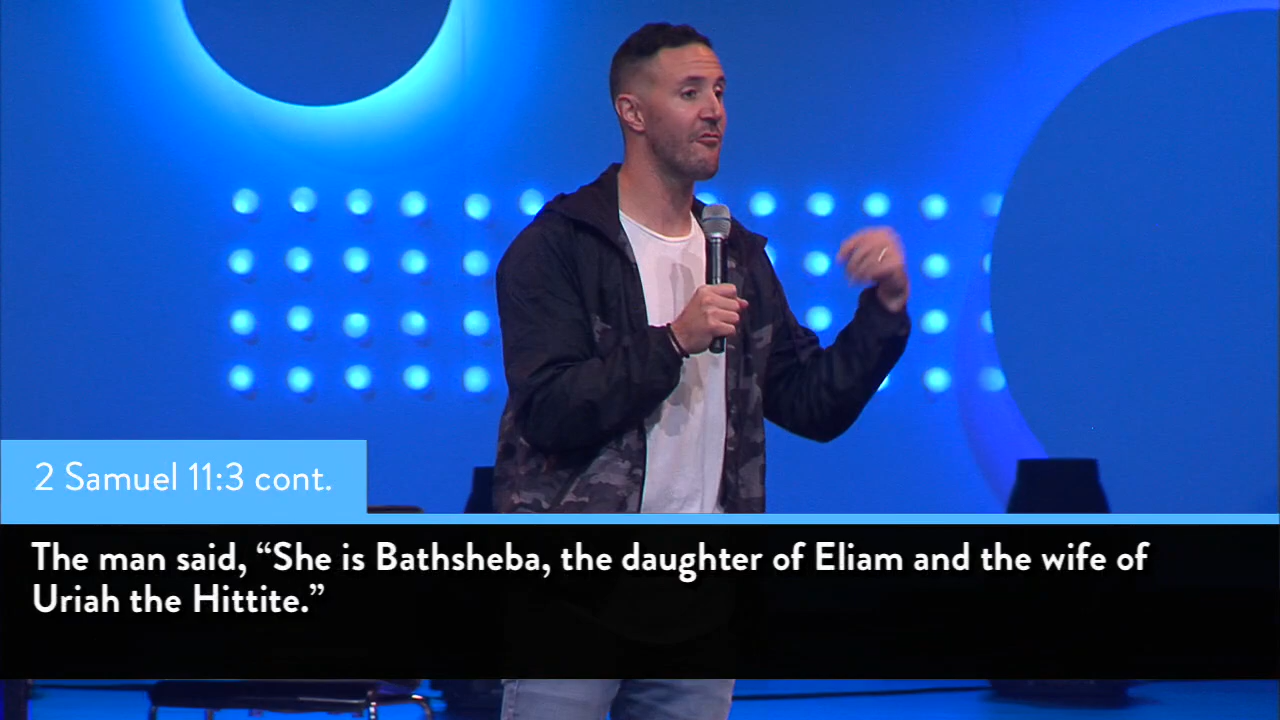 2 Samuel 11:3 cont.
The man said, “She is Bathsheba, the daughter of Eliam and the wife of
Uriah the Hittite.”